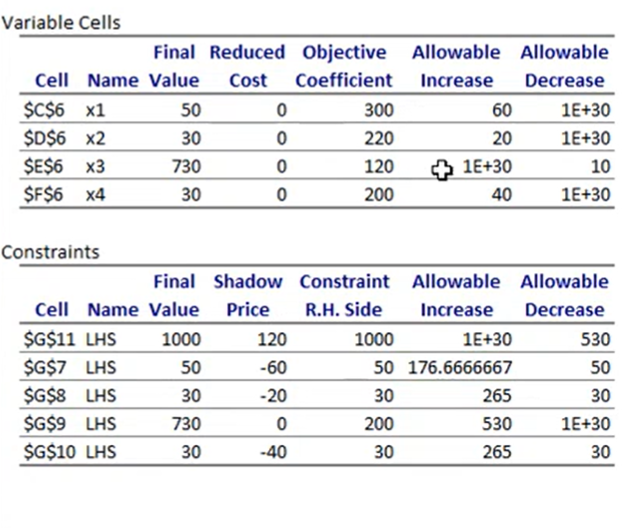 Variable Cells
Final Reduced Objective Allowable Allowable
Cell Name Value Cost Coefficient Increase Decrease
$C$6 x1 50 0 300 60 1E+30
$D$6 x2 30 0 220 20 1E+30
$E$6 x3 730 0 120 1E+30 10
$F$6 x4 30 0 200 40 1E+30
Constraints
Final Shadow Constraint Allowable Allowable
Cell Name Value Price R.H. Side Increase Decrease
$G$11 LHS 1000 120 1000 1E+30 530
$G$7 LHS 50 -60 50 176.6666667 50
$G$8 LHS 30 -20 30 265 30
$G$9 LHS 730 0 200 530 1E+30
$G$10 LHS 30 -40 30 265 30